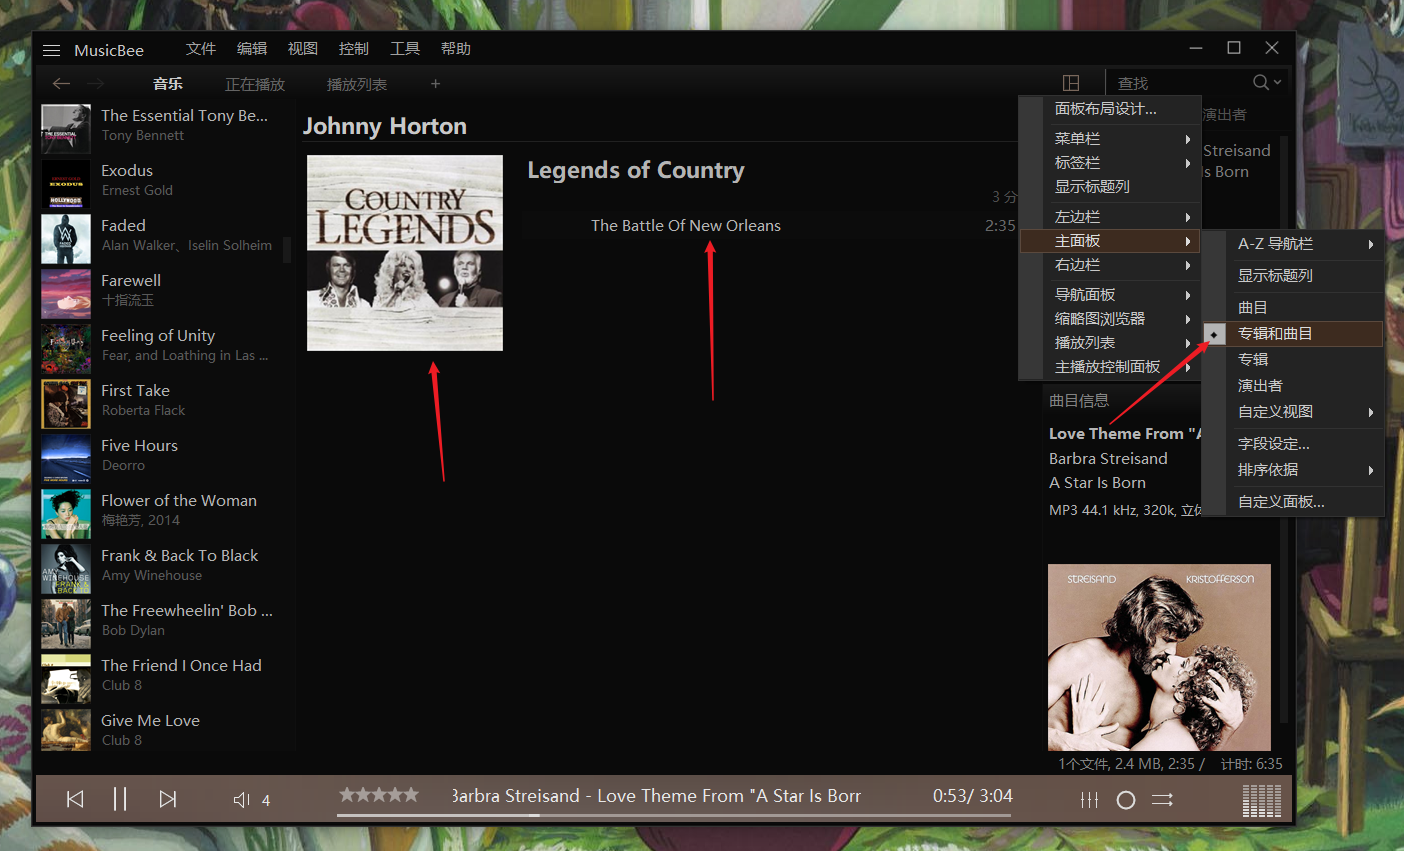 MusicBee 文件 编辑 视图 控制 工具 帮助
音乐 正在播放 播放列表 + 查找
The Essential Tony Be...
Tony Bennett
Exodus
Ernest Gold
Faded
Alan Walker、Iselin Solheim
Farewell
十指流玉
Feeling of Unity
Fear, and Loathing in Las ...
First Take
Roberta Flack
Five Hours
Deorro
Flower of the Woman
梅艳芳, 2014
Frank & Back To Black
Amy Winehouse
The Freewheelin' Bob ...
Bob Dylan
The Friend I Once Had
Club 8
Give Me Love
Club 8
THE ESSENTIAL
EXODUS
HOLLYWOOD
AMY
WINEHOUSE
FRANK &
BACK TO
Johnny Horton
COUNTRY
LEGENDS
Legends of Country
3 分
The Battle Of New Orleans 2:35
面板布局设计...
菜单栏
标签栏
显示标题列
左边栏
主面板
右边栏
导航面板
缩略图浏览器
播放列表
主播放控制面板
A-Z 导航栏
显示标题列
曲目
专辑和曲目
专辑
演出者
自定义视图
字段设定...
排序依据
自定义面板...
演出者
Streisand
Is Born
曲目信息
Love Theme From "A
Barbra Streisand
A Star Is Born
MP3 44.1 kHz, 320k, 立体
STREISAND KRISTOFFERSON
1个文件, 2.4 MB, 2:35 / 计时: 6:35
4
Barbra Streisand - Love Theme From "A Star Is Borr
0:53/ 3:04